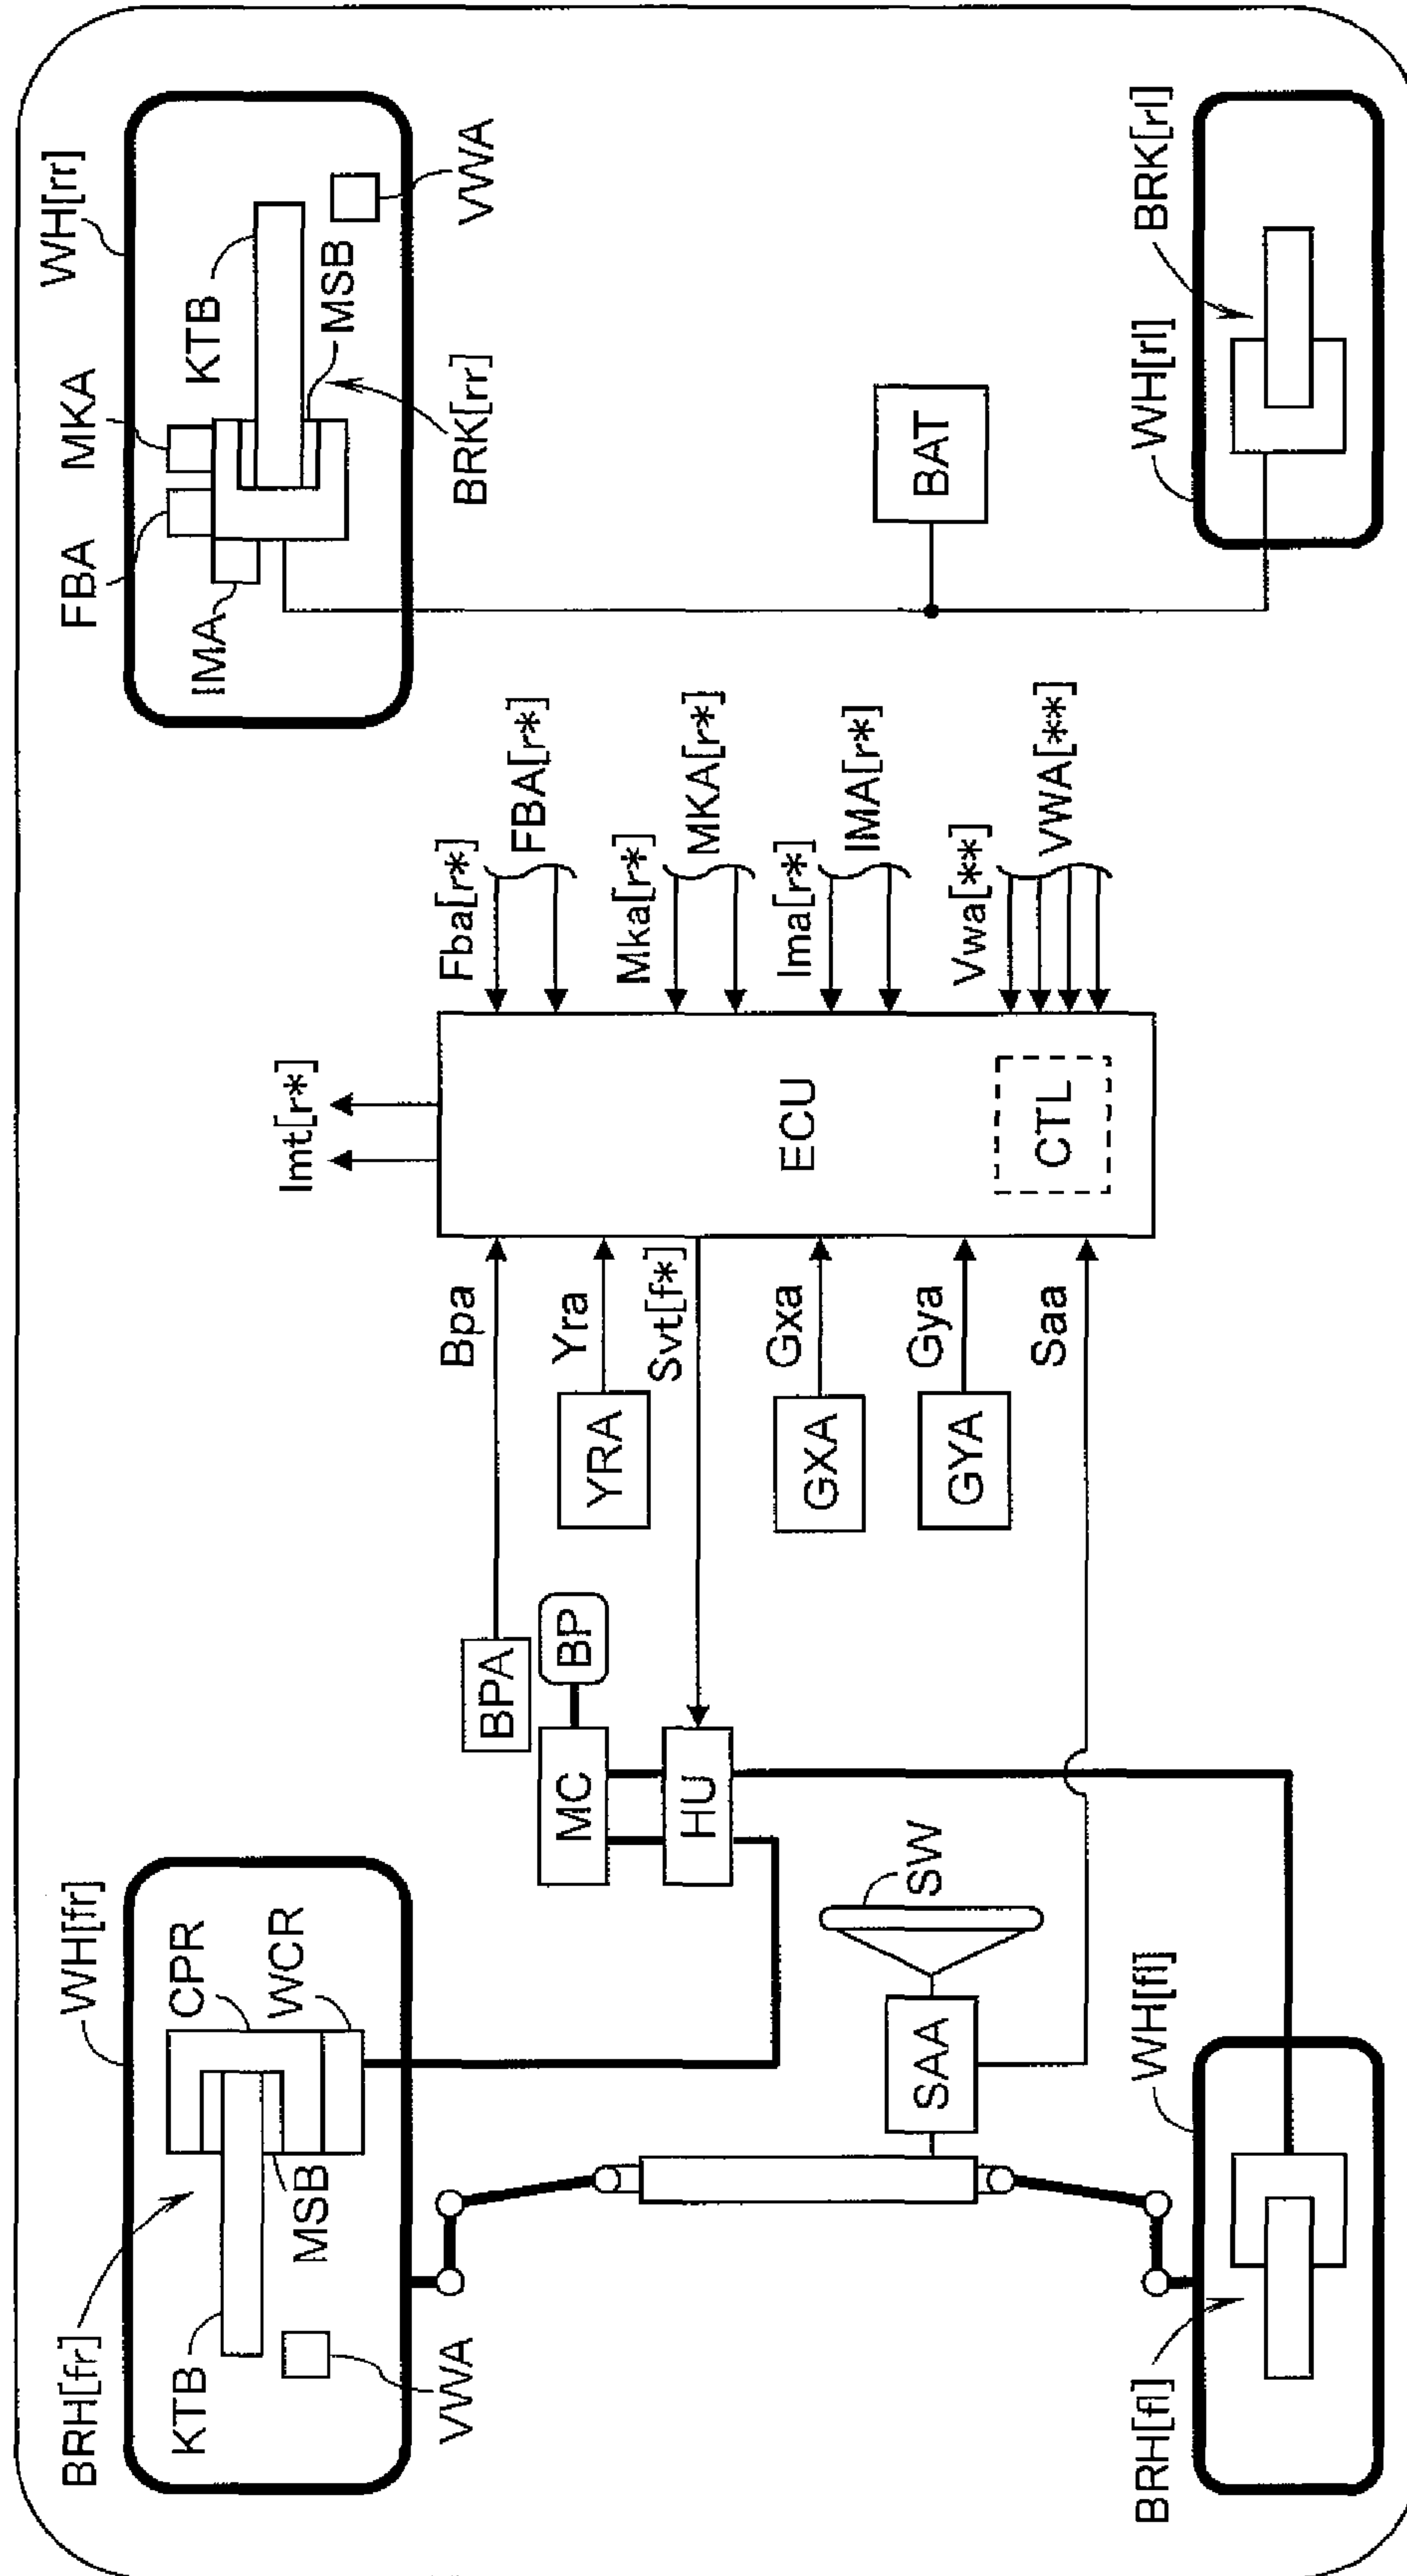 BRH[fr]
KTB
VWA
MSB
CPR
WCR
WH[fr]
BPA
BP
MC
HU
SW
SAA
WH[fl]
BRH[fl]
Bpa
YRA
Yra
Svt[f*]
GXA
Gxa
GYA
Gya
Saa
Imt[r*]
ECU
CTL
Fba[r*]
FBA[r*]
Mka[r*]
MKA[r*]
Ima[r*]
IMA[r*]
Vwa[**]
VWA[**]
FBA
MKA
IMA
WH[rr]
KTB
MSB
VWA
BRK[rr]
BAT
WH[rl]
BRK[rl]